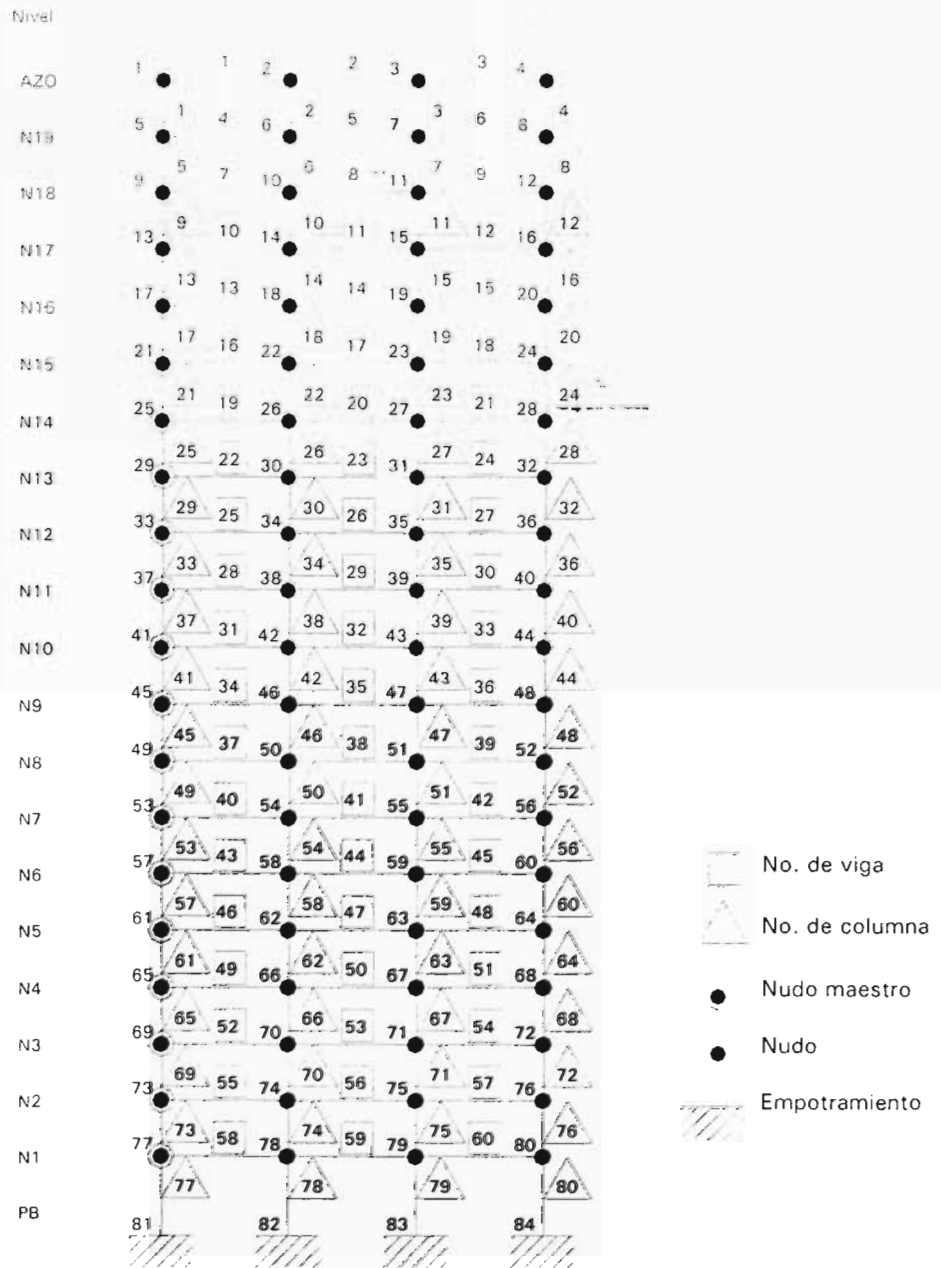 Nivel
1 1 2 2 3 3 4
AZO
1 2 3 4
N19 5 4 6 5 7 6 8
5 6 7 8
N18 9 7 10 8 11 9 12
9 10 11 12
N17 13 10 14 11 15 12 16
13 14 15 16
N16 17 13 18 14 19 15 20
17 18 19 20
N15 21 16 22 17 23 18 24
21 22 23 24
N14 25 19 26 20 27 21 28
25 26 27 28
N13 29 22 30 23 31 24 32
29 30 31 32
N12 33 25 34 26 35 27 36
33 34 35 36
N11 37 28 38 29 39 30 40
37 38 39 40
N10 41 31 42 32 43 33 44
41 42 43 44
N9 45 34 46 35 47 36 48
45 46 47 48
N8 49 37 50 38 51 39 52
49 50 51 52
N7 53 40 54 41 55 42 56
53 54 55 56
N6 57 43 58 44 59 45 60
57 58 59 60
N5 61 46 62 47 63 48 64
61 62 63 64
N4 65 49 66 50 67 51 68
65 66 67 68
N3 69 52 70 53 71 54 72
69 70 71 72
N2 73 55 74 56 75 57 76
73 74 75 76
N1 77 58 78 59 79 60 80
77 78 79 80
PB
81 82 83 84
No. de viga
No. de columna
Nudo maestro
Nudo
Empotramiento